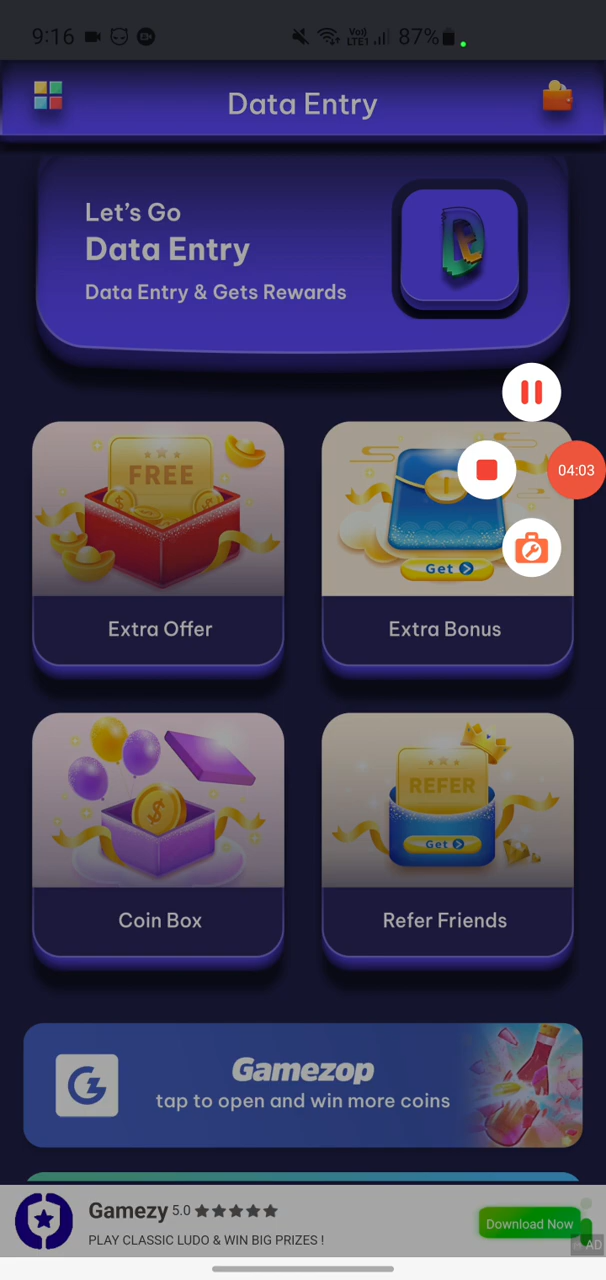 9:16
Vo)) LTE1 87%
Data Entry
Let's Go
Data Entry
Data Entry & Gets Rewards
FREE
Get
04:03
Extra Offer
Extra Bonus
REFER
Get
Coin Box
Refer Friends
Gamezop
tap to open and win more coins
Gamezy 5.0
PLAY CLASSIC LUDO & WIN BIG PRIZES !
Download Now
AD